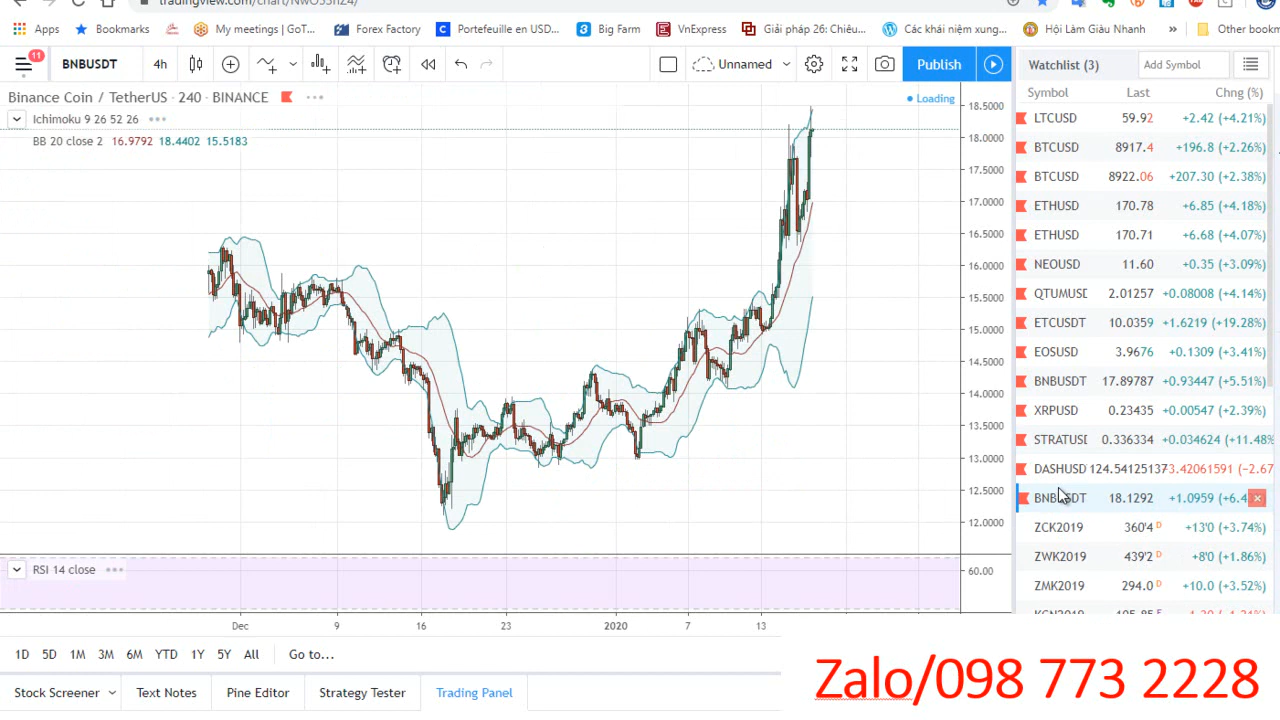 tradingview.com/chart/
Apps Bookmarks My meetings | GoT... Forex Factory Portefeuille en USD... Big Farm VnExpress Giải pháp 26: Chiêu... Các khái niệm xung... Hội Làm Giàu Nhanh » Other bookm
11
BNBUSDT 4h Unnamed Publish
Watchlist (3) Add Symbol
Binance Coin / TetherUS · 240 · BINANCE
Loading
Ichimoku 9 26 52 26
BB 20 close 2 16.9792 18.4402 15.5183
18.5000
18.0000
17.5000
17.0000
16.5000
16.0000
15.5000
15.0000
14.5000
14.0000
13.5000
13.0000
12.5000
12.0000
Symbol Last Chng (%)
LTCUSD 59.92 +2.42 (+4.21%)
BTCUSD 8917.4 +196.8 (+2.26%)
BTCUSD 8922.06 +207.30 (+2.38%)
ETHUSD 170.78 +6.85 (+4.18%)
ETHUSD 170.71 +6.68 (+4.07%)
NEOUSD 11.60 +0.35 (+3.09%)
QTUMUSI 2.01257 +0.08008 (+4.14%)
ETCUSDT 10.0359 +1.6219 (+19.28%)
EOSUSD 3.9676 +0.1309 (+3.41%)
BNBUSDT 17.89787 +0.93447 (+5.51%)
XRPUSD 0.23435 +0.00547 (+2.39%)
STRATUSI 0.336334 +0.034624 (+11.48%
DASHUSD 124.54125137 3.42061591 (−2.67
BNBUSDT 18.1292 +1.0959 (+6.4
ZCK2019 360'4 D +13'0 (+3.74%)
ZWK2019 439'2 D +8'0 (+1.86%)
ZMK2019 294.0 D +10.0 (+3.52%)
RSI 14 close
60.00
Dec 9 16 23 2020 7 13
1D 5D 1M 3M 6M YTD 1Y 5Y All Go to...
Stock Screener Text Notes Pine Editor Strategy Tester Trading Panel
Zalo/098 773 2228